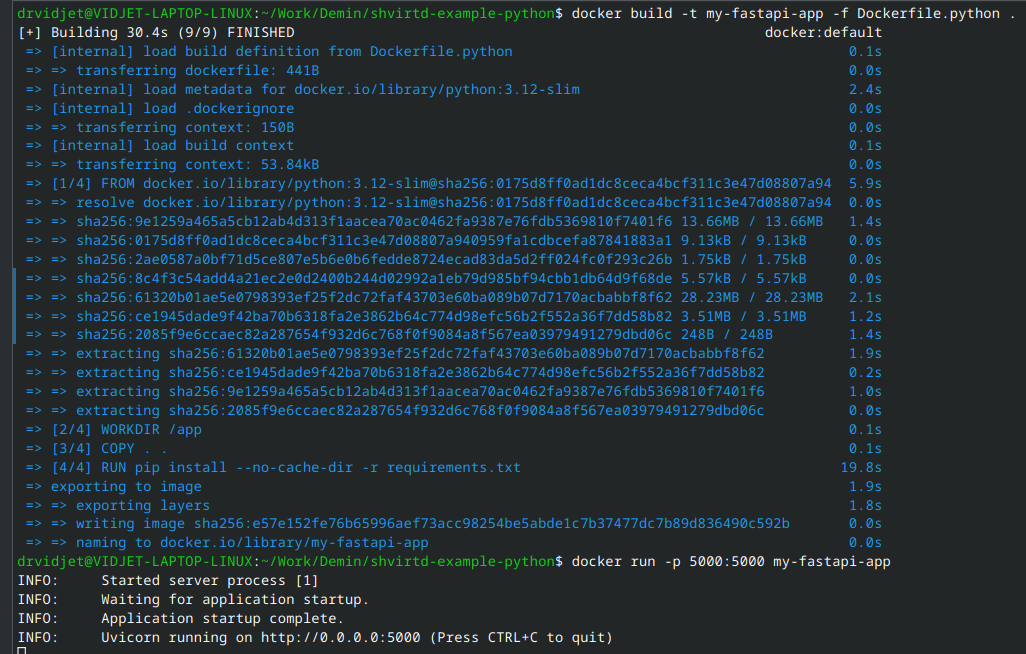 drvidjet@VIDJET-LAPTOP-LINUX:~/Work/Demin/shvirtd-example-python$ docker build -t my-fastapi-app -f Dockerfile.python .
[+] Building 30.4s (9/9) FINISHED docker:default
=> [internal] load build definition from Dockerfile.python 0.1s
=> => transferring dockerfile: 441B 0.0s
=> [internal] load metadata for docker.io/library/python:3.12-slim 2.4s
=> [internal] load .dockerignore 0.0s
=> => transferring context: 150B 0.0s
=> [internal] load build context 0.1s
=> => transferring context: 53.84kB 0.0s
=> [1/4] FROM docker.io/library/python:3.12-slim@sha256:0175d8ff0ad1dc8ceca4bcf311c3e47d08807a94 5.9s
=> => resolve docker.io/library/python:3.12-slim@sha256:0175d8ff0ad1dc8ceca4bcf311c3e47d08807a94 0.0s
=> => sha256:9e1259a465a5cb12ab4d313f1aacea70ac0462fa9387e76fdb5369810f7401f6 13.66MB / 13.66MB 1.4s
=> => sha256:0175d8ff0ad1dc8ceca4bcf311c3e47d08807a940959fa1cdbcefa87841883a1 9.13kB / 9.13kB 0.0s
=> => sha256:2ae0587a0bf71d5ce807e5b6e0b6fedde8724ecad83da5d2ff024fc0f293c26b 1.75kB / 1.75kB 0.0s
=> => sha256:8c4f3c54add4a21ec2e0d2400b244d02992a1eb79d985bf94cbb1db64d9f68de 5.57kB / 5.57kB 0.0s
=> => sha256:61320b01ae5e0798393ef25f2dc72faf43703e60ba089b07d7170acbabbf8f62 28.23MB / 28.23MB 2.1s
=> => sha256:ce1945dade9f42ba70b6318fa2e3862b64c774d98efc56b2f552a36f7dd58b82 3.51MB / 3.51MB 1.2s
=> => sha256:2085f9e6ccaec82a287654f932d6c768f0f9084a8f567ea03979491279dbd06c 248B / 248B 1.4s
=> => extracting sha256:61320b01ae5e0798393ef25f2dc72faf43703e60ba089b07d7170acbabbf8f62 1.9s
=> => extracting sha256:ce1945dade9f42ba70b6318fa2e3862b64c774d98efc56b2f552a36f7dd58b82 0.2s
=> => extracting sha256:9e1259a465a5cb12ab4d313f1aacea70ac0462fa9387e76fdb5369810f7401f6 1.0s
=> => extracting sha256:2085f9e6ccaec82a287654f932d6c768f0f9084a8f567ea03979491279dbd06c 0.0s
=> [2/4] WORKDIR /app 0.1s
=> [3/4] COPY . . 0.1s
=> [4/4] RUN pip install --no-cache-dir -r requirements.txt 19.8s
=> exporting to image 1.9s
=> => exporting layers 1.8s
=> => writing image sha256:e57e152fe76b65996aef73acc98254be5abde1c7b37477dc7b89d836490c592b 0.0s
=> => naming to docker.io/library/my-fastapi-app 0.0s
drvidjet@VIDJET-LAPTOP-LINUX:~/Work/Demin/shvirtd-example-python$ docker run -p 5000:5000 my-fastapi-app
INFO: Started server process [1]
INFO: Waiting for application startup.
INFO: Application startup complete.
INFO: Uvicorn running on http://0.0.0.0:5000 (Press CTRL+C to quit)